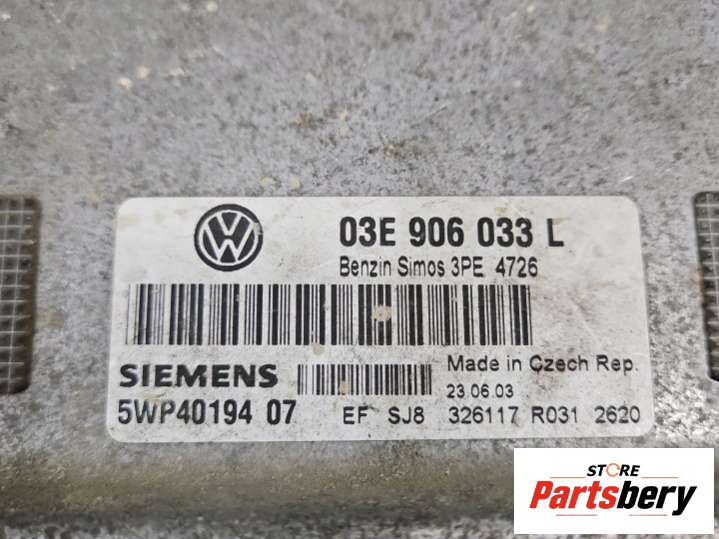 03E 906 033 L
Benzin Simos 3PE 4726
SIEMENS
Made in Czech Rep.
23.06.03
5WP40194 07 EF SJ8 326117 R031 2620
STORE
Partsbery